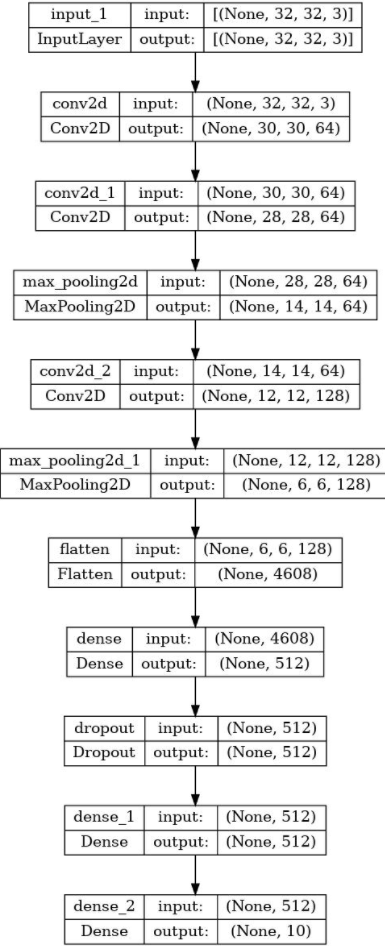 input_1 input: [(None, 32, 32, 3)]
InputLayer output: [(None, 32, 32, 3)]
conv2d input: (None, 32, 32, 3)
Conv2D output: (None, 30, 30, 64)
conv2d_1 input: (None, 30, 30, 64)
Conv2D output: (None, 28, 28, 64)
max_pooling2d input: (None, 28, 28, 64)
MaxPooling2D output: (None, 14, 14, 64)
conv2d_2 input: (None, 14, 14, 64)
Conv2D output: (None, 12, 12, 128)
max_pooling2d_1 input: (None, 12, 12, 128)
MaxPooling2D output: (None, 6, 6, 128)
flatten input: (None, 6, 6, 128)
Flatten output: (None, 4608)
dense input: (None, 4608)
Dense output: (None, 512)
dropout input: (None, 512)
Dropout output: (None, 512)
dense_1 input: (None, 512)
Dense output: (None, 512)
dense_2 input: (None, 512)
Dense output: (None, 10)